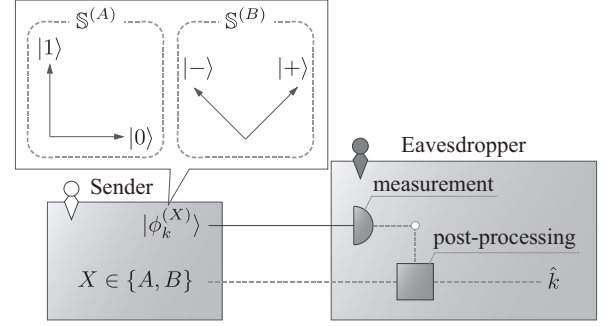 𝕊^{(A)} 𝕊^{(B)}
|1⟩
|0⟩
|−⟩ |+⟩
Sender
|ϕ_k^{(X)}⟩
X ∈ {A, B}
Eavesdropper
measurement
post-processing
k̂